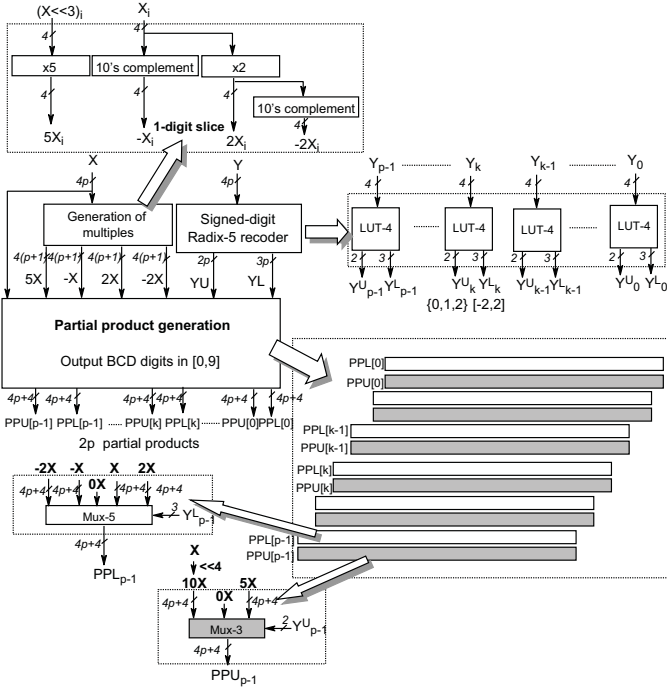 (X<<3)i Xi
4 4
4 4 4
x5 10's complement x2
4 4 4 10's complement
4
5Xi -Xi 1-digit slice 2Xi -2Xi
X Y
4p 4p
Generation of multiples
Signed-digit Radix-5 recoder
4(p+1) 4(p+1) 4(p+1) 4(p+1) 2p 3p
5X -X 2X -2X YU YL
Partial product generation
Output BCD digits in [0,9]
4p+4 4p+4 4p+4 4p+4 4p+4 4p+4
PPU[p-1] PPL[p-1] ...... PPU[k] PPL[k] ...... PPU[0] PPL[0]
2p partial products
Yp-1 ............ Yk Yk-1 ............ Y0
4 4 4 4
LUT-4 ........ LUT-4 LUT-4 ........ LUT-4
2 3 2 3 2 3 2 3
YUp-1 YLp-1 YUk YLk YUk-1 YLk-1 YU0 YL0
{0,1,2} [-2,2]
PPL[0]
PPU[0]
PPL[k-1]
PPU[k-1]
PPL[k]
PPU[k]
PPL[p-1]
PPU[p-1]
-2X -X X 2X
0X
4p+4 4p+4 4p+4 4p+4
Mux-5 3 YLp-1
4p+4
PPLp-1
X
<<4
10X 5X
0X
4p+4 4p+4
Mux-3 2 YUp-1
4p+4
PPUp-1